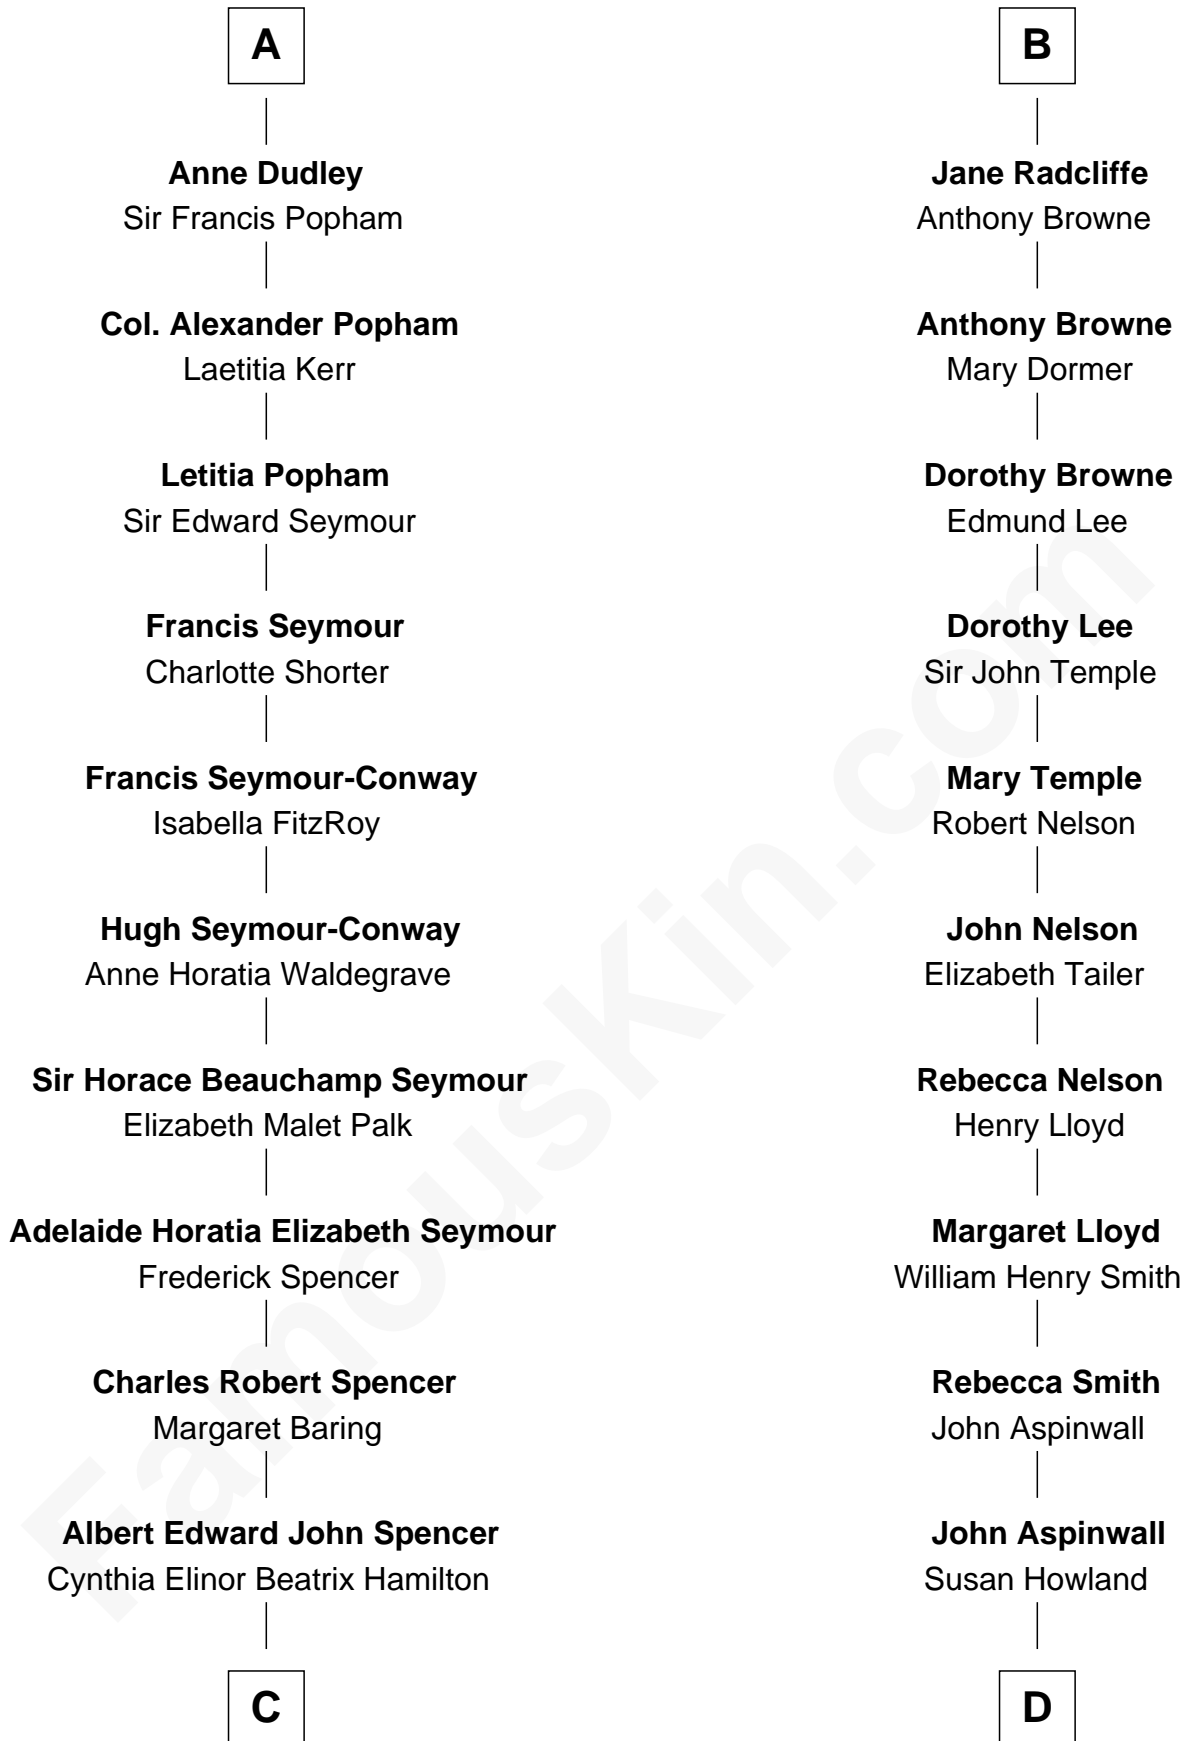 A
Anne Dudley
Sir Francis Popham
Col. Alexander Popham
Laetitia Kerr
Letitia Popham
Sir Edward Seymour
Francis Seymour
Charlotte Shorter
Francis Seymour-Conway
Isabella FitzRoy
Hugh Seymour-Conway
Anne Horatia Waldegrave
Sir Horace Beauchamp Seymour
Elizabeth Malet Palk
Adelaide Horatia Elizabeth Seymour
Frederick Spencer
Charles Robert Spencer
Margaret Baring
Albert Edward John Spencer
Cynthia Elinor Beatrix Hamilton
C
B
Jane Radcliffe
Anthony Browne
Anthony Browne
Mary Dormer
Dorothy Browne
Edmund Lee
Dorothy Lee
Sir John Temple
Mary Temple
Robert Nelson
John Nelson
Elizabeth Tailer
Rebecca Nelson
Henry Lloyd
Margaret Lloyd
William Henry Smith
Rebecca Smith
John Aspinwall
John Aspinwall
Susan Howland
D
FamousKin.com